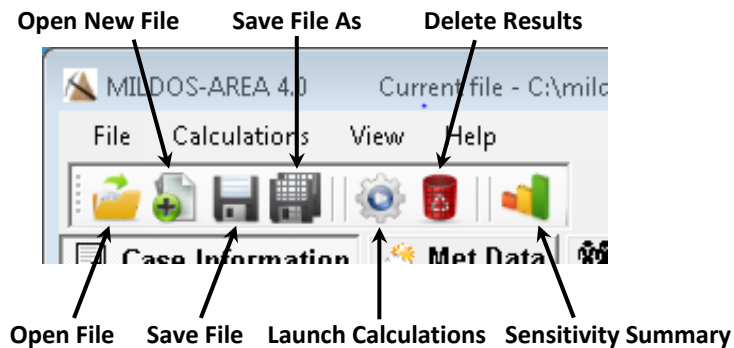 Open New File Save File As Delete Results
MILDOS-AREA 4.0 Current file - C:\milc
File Calculations View Help
Case Information Met Data
Open File Save File Launch Calculations Sensitivity Summary